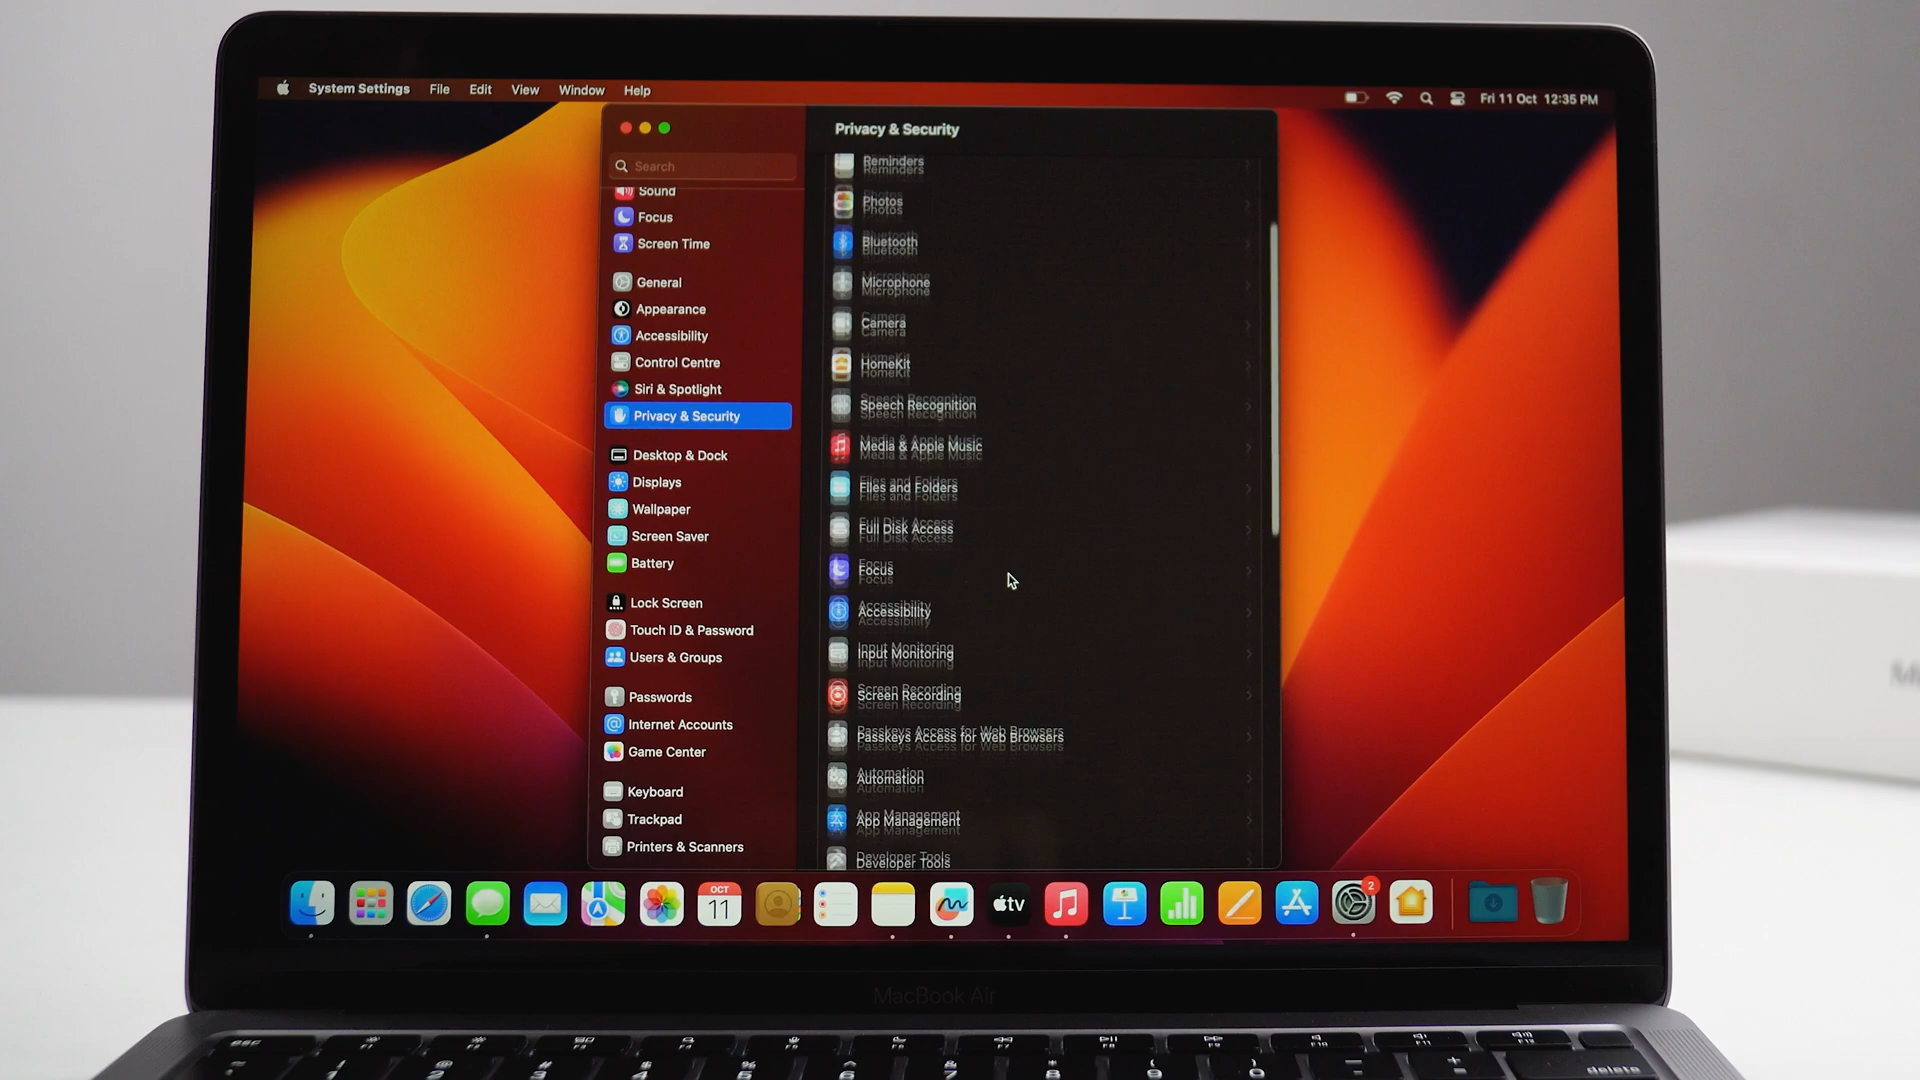 System Settings File Edit View Window Help
Fri 11 Oct 12:35 PM
Search
Sound
Focus
Screen Time
General
Appearance
Accessibility
Control Centre
Siri & Spotlight
Privacy & Security
Desktop & Dock
Displays
Wallpaper
Screen Saver
Battery
Lock Screen
Touch ID & Password
Users & Groups
Passwords
Internet Accounts
Game Center
Keyboard
Trackpad
Printers & Scanners
Privacy & Security
Reminders
Photos
Bluetooth
Microphone
Camera
HomeKit
Speech Recognition
Media & Apple Music
Files and Folders
Full Disk Access
Focus
Accessibility
Input Monitoring
Screen Recording
Passkeys Access for Web Browsers
Automation
App Management
Developer Tools
OCT
11
tv
2
MacBook Air
esc
delete